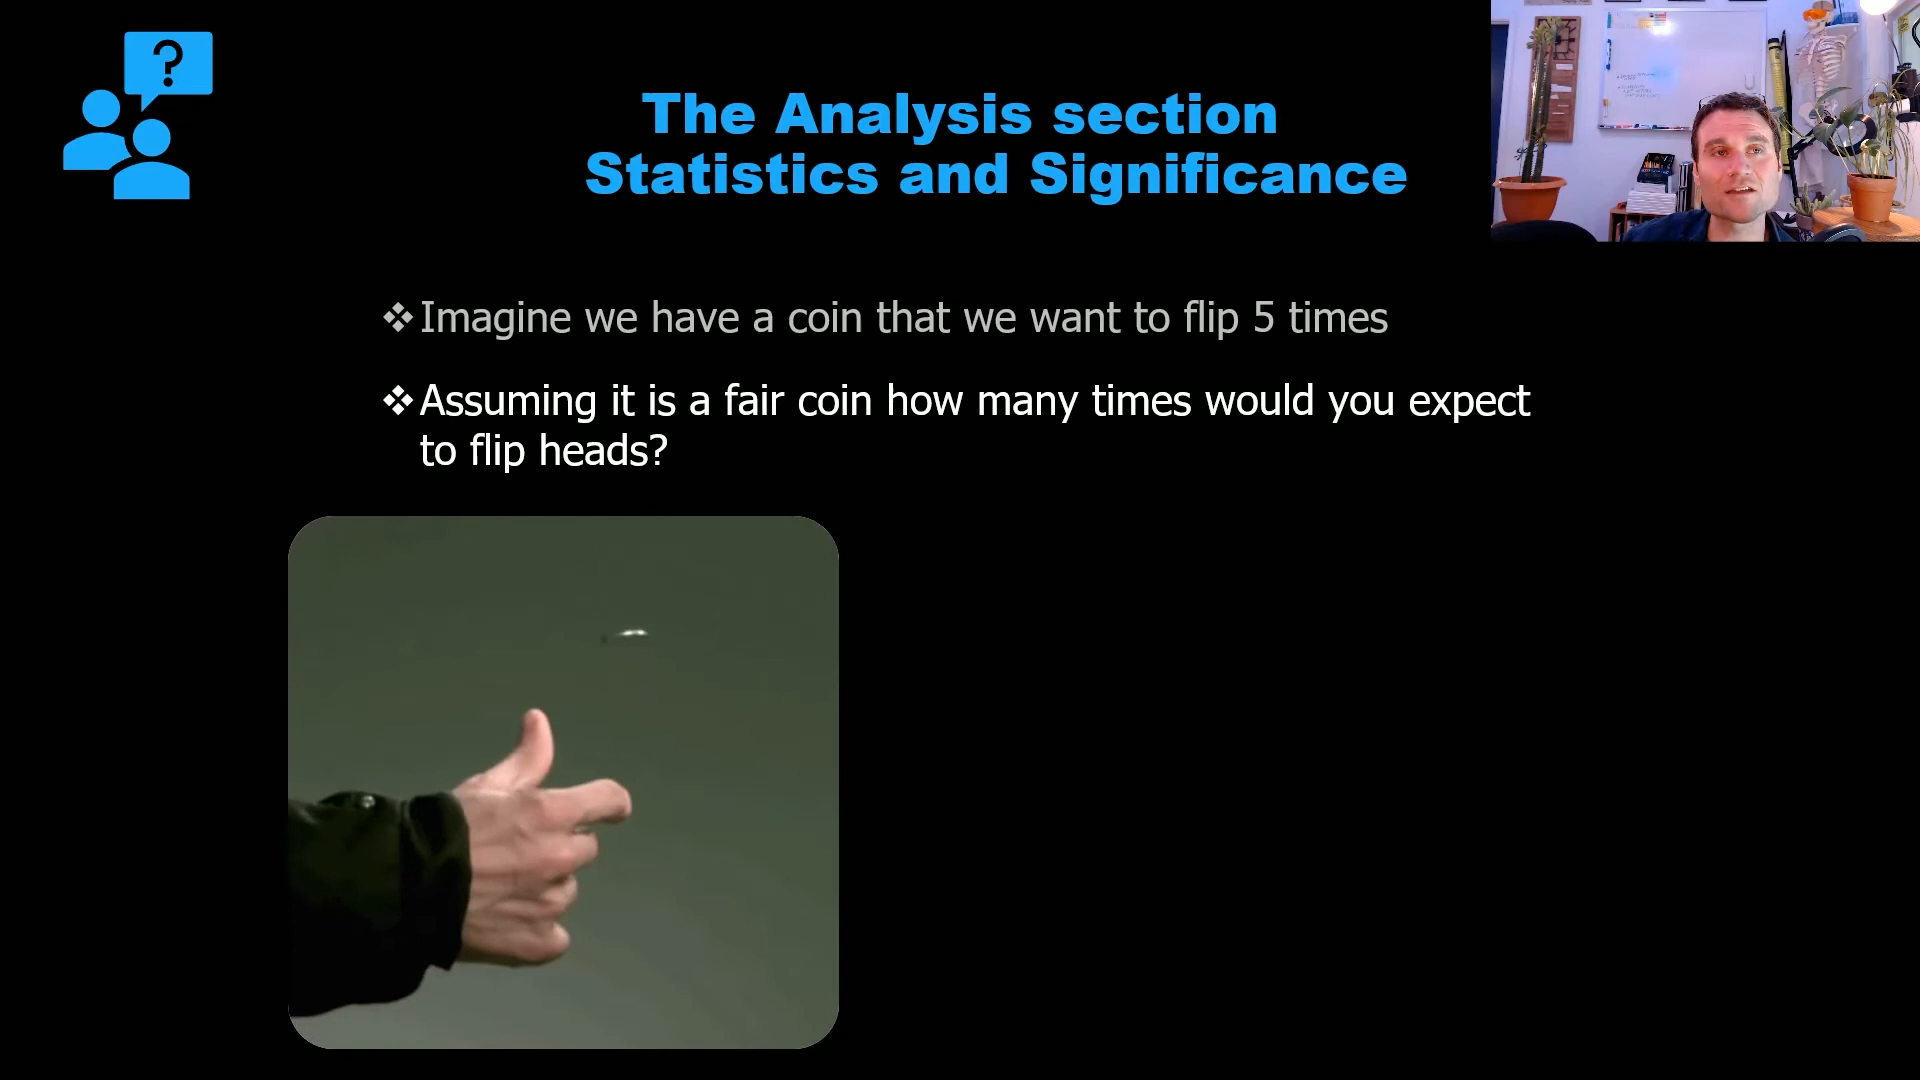 ?
The Analysis section
Statistics and Significance
❖Imagine we have a coin that we want to flip 5 times
❖Assuming it is a fair coin how many times would you expect
to flip heads?